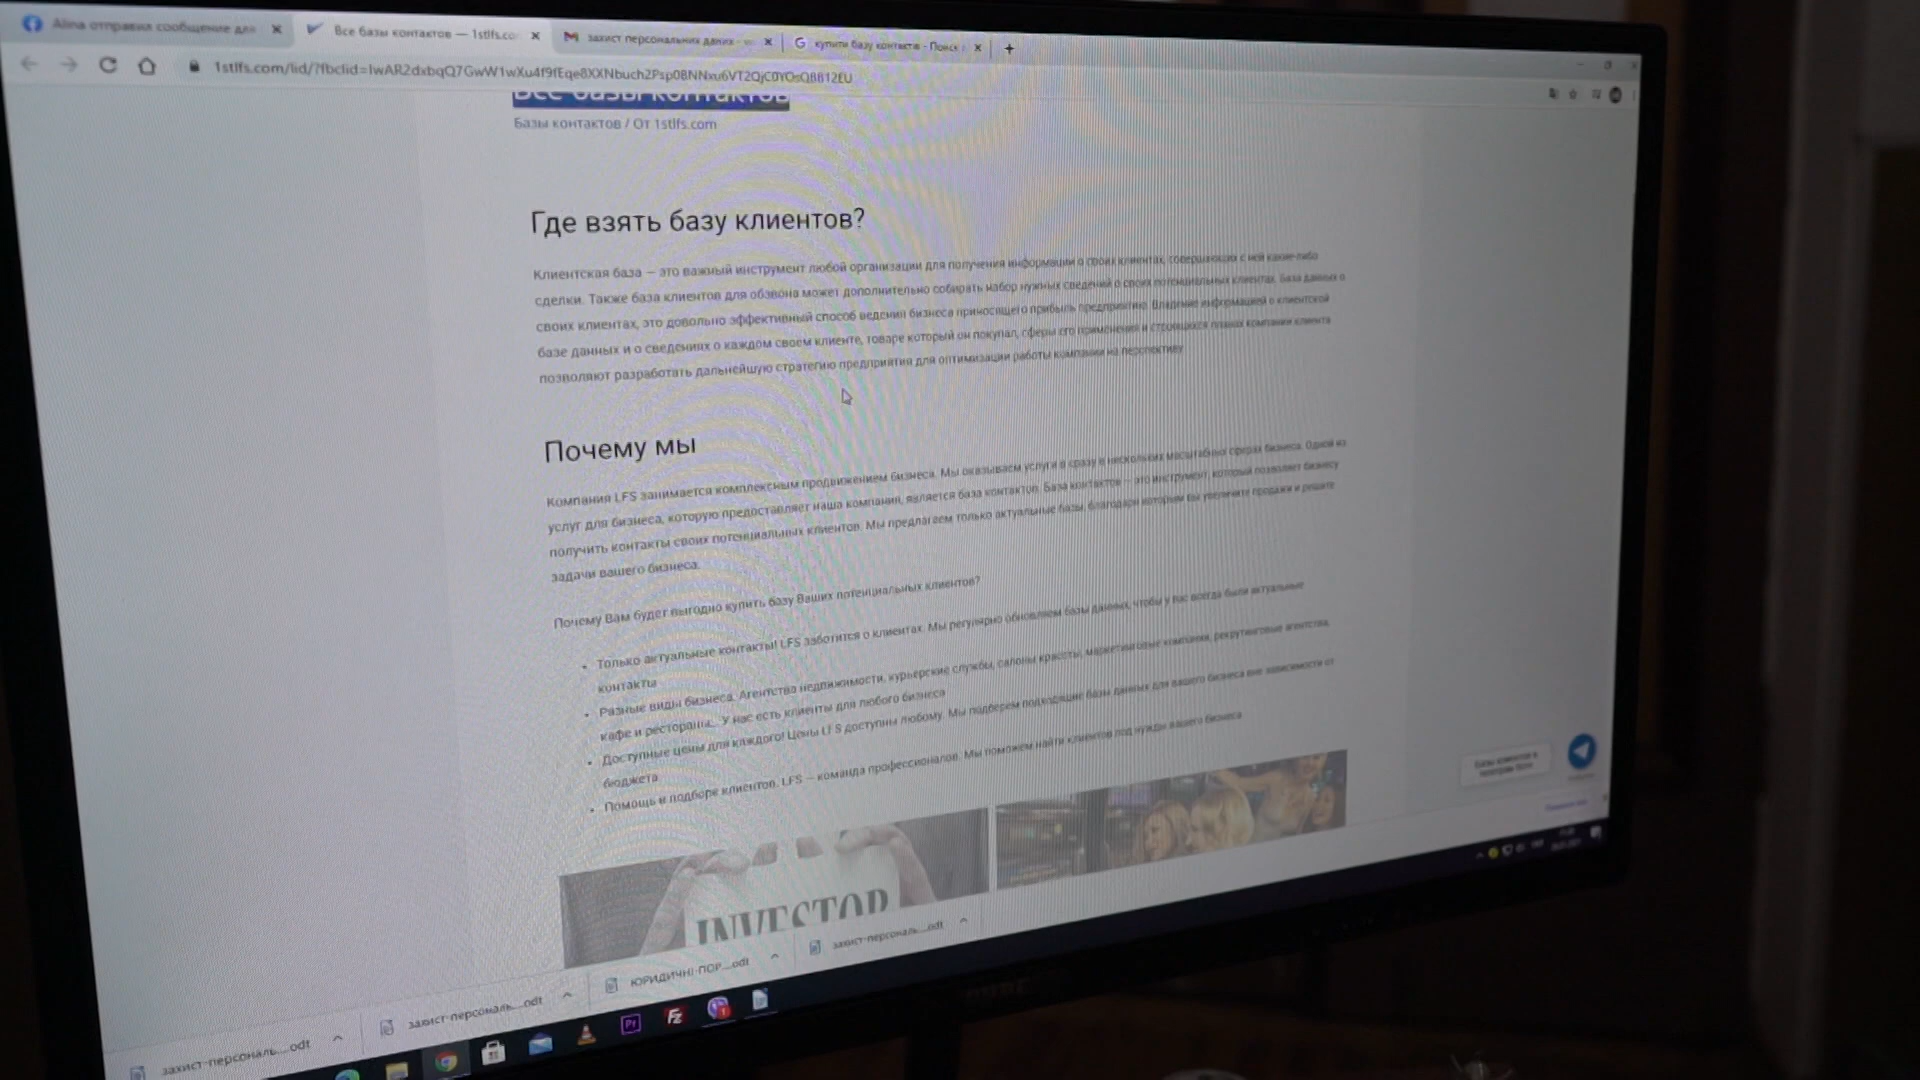 Alina отправил сообщение для
Все базы контактов — 1stlfs.co
захист персональних даних -
купити базу контактів - Поиск
1stlfs.com/lid/?fbclid=
Все базы контактов
Базы контактов / От 1stlfs.com
Где взять базу клиентов?
Клиентская база — это важный инструмент любой организации для получения информации о своих клиентах, совершающих с ней какие-либо
сделки. Также база клиентов для обзвона может дополнительно собирать набор нужных сведений о своих потенциальных клиентах. База данных о
своих клиентах, это довольно эффективный способ ведения бизнеса приносящего прибыль предприятию. Владение информацией о клиентской
базе данных и о сведениях о каждом своем клиенте, товаре который он покупал, сферы его применения и строящихся планах компании клиента
позволяют разработать дальнейшую стратегию предприятия для оптимизации работы компании на перспективу
Почему мы
Компания LFS занимается комплексным продвижением бизнеса. Мы оказываем услуги в сразу в нескольких масштабных сферах бизнеса. Одной из
услуг для бизнеса, которую предоставляет наша компания, является база контактов. База контактов — это инструмент, который позволяет бизнесу
получить контакты своих потенциальных клиентов. Мы предлагаем только актуальные базы, благодаря которым вы увеличите продажи и решите
задачи вашего бизнеса.
Почему Вам будет выгодно купить базу Ваших потенциальных клиентов?
Только актуальные контакты! LFS заботится о клиентах. Мы регулярно обновляем базы данных, чтобы у вас всегда были актуальные
контакты
Разные виды бизнеса. Агентства недвижимости, курьерские службы, салоны красоты, маркетинговые компании, рекрутинговые агентства,
кафе и рестораны... У нас есть клиенты для любого бизнеса
Доступные цены для каждого! Цены LFS доступны любому. Мы подберем подходящие базы данных для вашего бизнеса вне зависимости от
бюджета
Помощь в подборе клиентов. LFS — команда профессионалов. Мы поможем найти клиентов под нужды вашего бизнеса
INVESTOR
захист-персональ....odt
захист-персональ....odt
ЮРИДИЧНІ-ПОР....odt
захист-персональ....odt
Pr
Fz